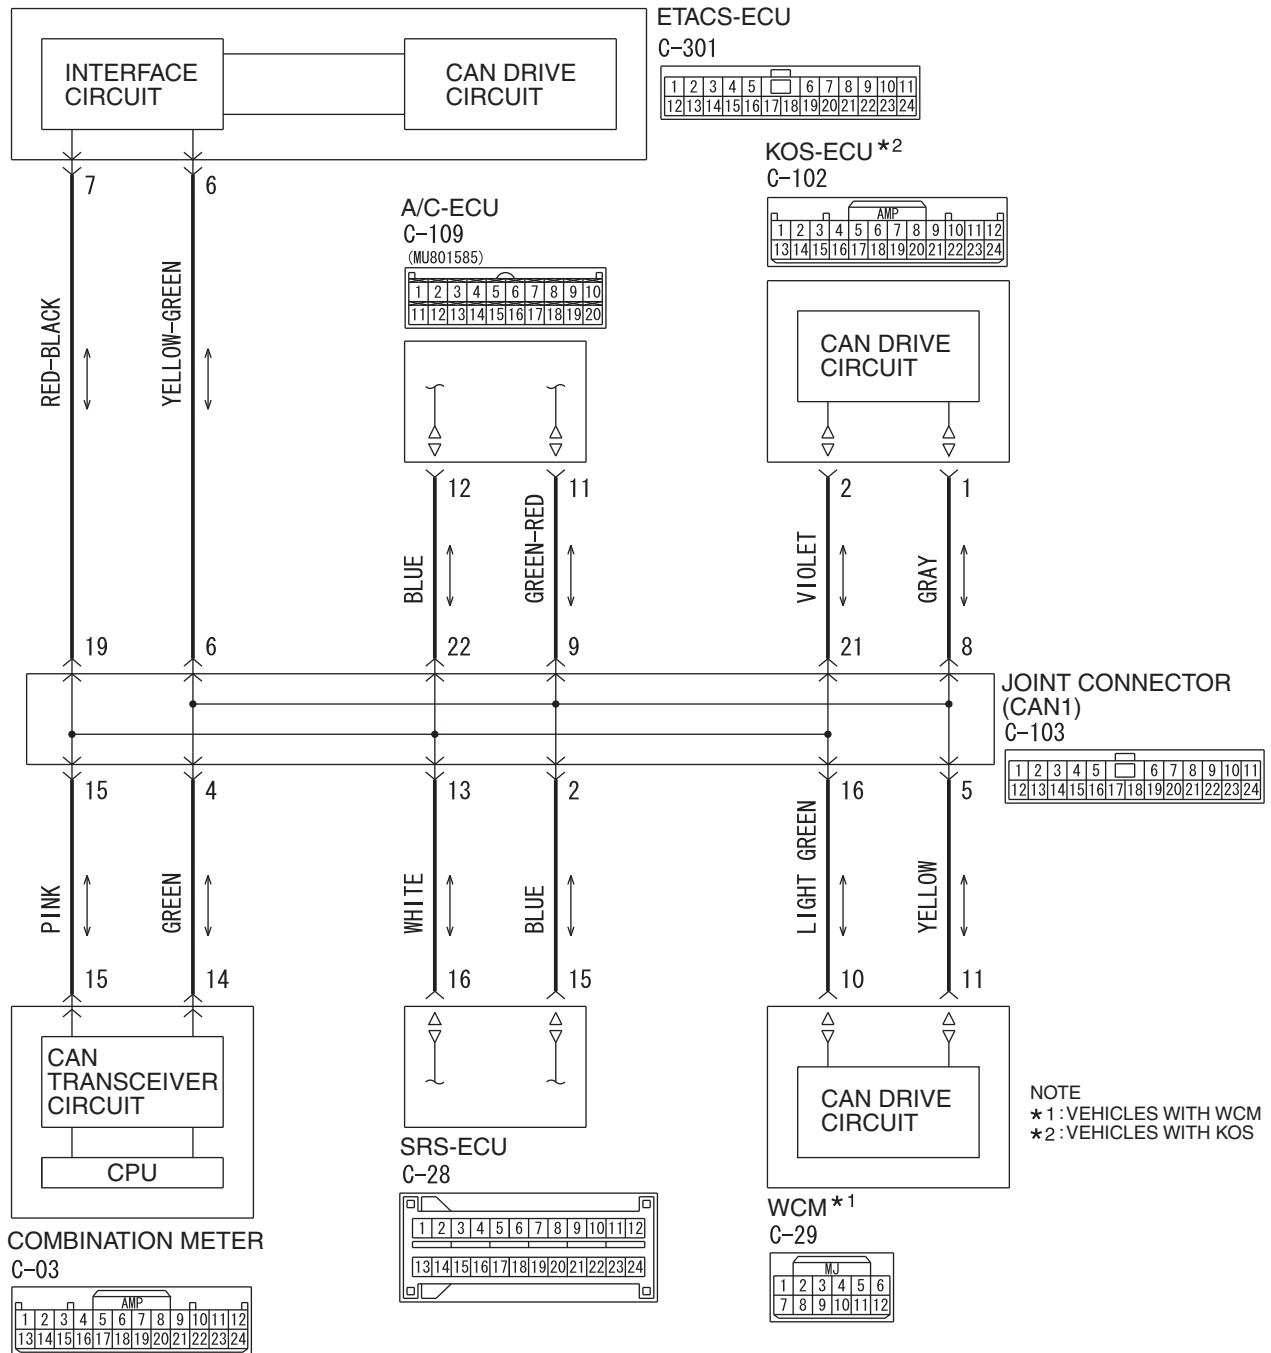 ETACS-ECU
C-301
INTERFACE
CIRCUIT
CAN DRIVE
CIRCUIT
1 2 3 4 5 6 7 8 9 10 11
12 13 14 15 16 17 18 19 20 21 22 23 24
KOS-ECU*2
C-102
AMP
1 2 3 4 5 6 7 8 9 10 11 12
13 14 15 16 17 18 19 20 21 22 23 24
7
6
A/C-ECU
C-109
(MU801585)
1 2 3 4 5 6 7 8 9 10
11 12 13 14 15 16 17 18 19 20
RED-BLACK
YELLOW-GREEN
CAN DRIVE
CIRCUIT
12
11
2
1
BLUE
GREEN-RED
VIOLET
GRAY
19
6
22
9
21
8
JOINT CONNECTOR
(CAN1)
C-103
1 2 3 4 5 6 7 8 9 10 11
12 13 14 15 16 17 18 19 20 21 22 23 24
15
4
13
2
16
5
PINK
GREEN
WHITE
BLUE
LIGHT GREEN
YELLOW
15
14
16
15
10
11
CAN
TRANSCEIVER
CIRCUIT
CPU
CAN DRIVE
CIRCUIT
NOTE
*1:VEHICLES WITH WCM
*2:VEHICLES WITH KOS
SRS-ECU
C-28
1 2 3 4 5 6 7 8 9 10 11 12
13 14 15 16 17 18 19 20 21 22 23 24
WCM*1
C-29
MJ
1 2 3 4 5 6
7 8 9 10 11 12
COMBINATION METER
C-03
AMP
1 2 3 4 5 6 7 8 9 10 11 12
13 14 15 16 17 18 19 20 21 22 23 24